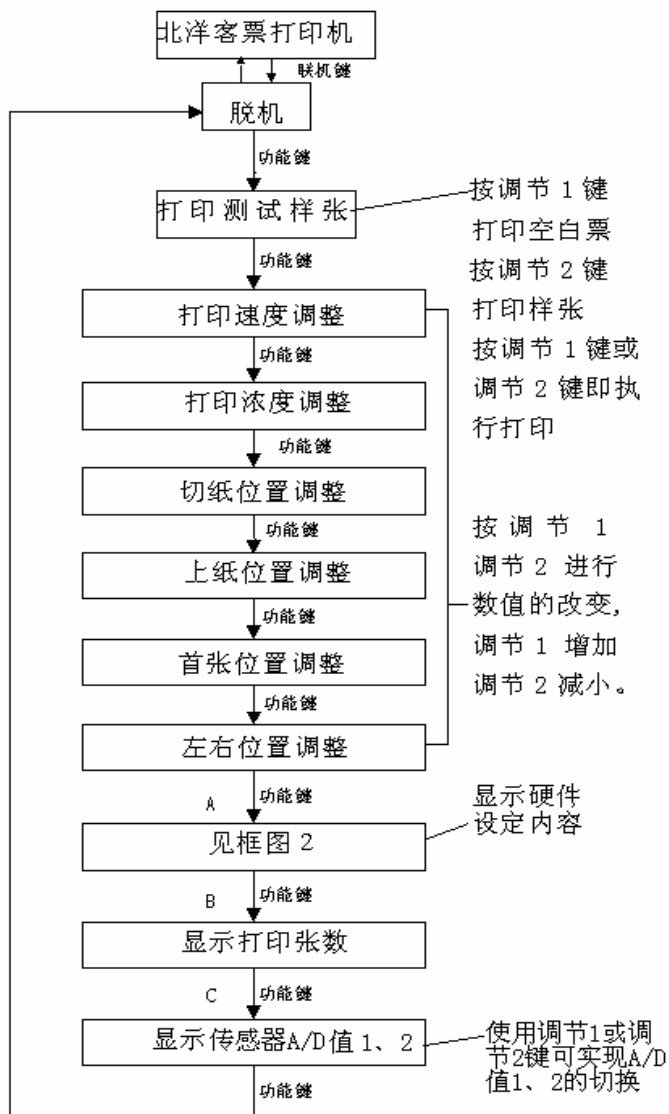 北洋客票打印机
联机键
脱机
功能键
打印测试样张
按调节1键
打印空白票
按调节2键
打印样张
按调节1键或
调节2键即执
行打印
功能键
打印速度调整
功能键
打印浓度调整
功能键
切纸位置调整
功能键
上纸位置调整
按调节 1
调节2 进行
数值的改变,
调节1 增加
调节2 减小。
功能键
首张位置调整
功能键
左右位置调整
A
功能键
显示硬件
设定内容
见框图2
B
功能键
显示打印张数
C
功能键
显示传感器A/D值1、2
使用调节1或调
节2键可实现A/D
值1、2的切换
功能键